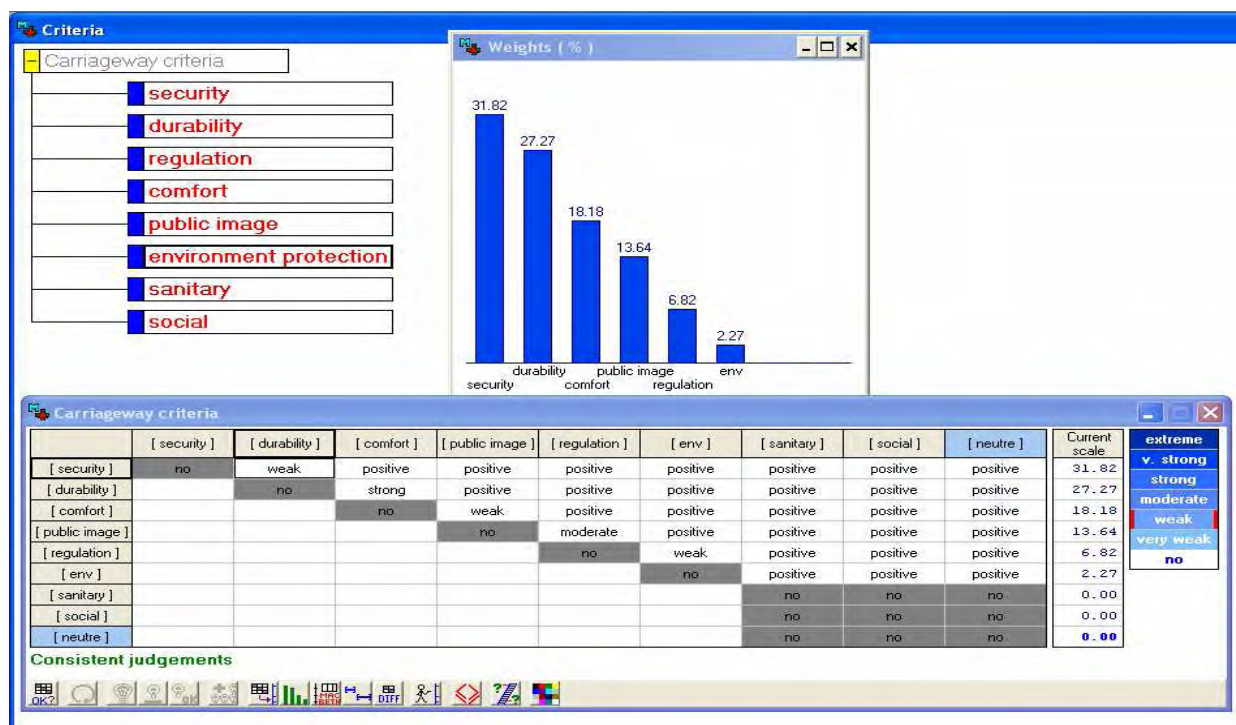 Criteria
Carriageway criteria
security
durability
regulation
comfort
public image
environment protection
sanitary
social
Weights ( % )
31.82
27.27
18.18
13.64
6.82
2.27
durability public image env
security comfort regulation
Carriageway criteria
[ security ] [ durability ] [ comfort ] [ public image ] [ regulation ] [ env ] [ sanitary ] [ social ] [ neutre ] Current scale
[ security ] no weak positive positive positive positive positive positive positive 31.82
[ durability ] no strong positive positive positive positive positive positive 27.27
[ comfort ] no weak positive positive positive positive positive 18.18
[ public image ] no moderate positive positive positive positive 13.64
[ regulation ] no weak positive positive positive 6.82
[ env ] no positive positive positive 2.27
[ sanitary ] no no no 0.00
[ social ] no no no 0.00
[ neutre ] no no no 0.00
extreme
v. strong
strong
moderate
weak
very weak
no
Consistent judgements
OK? DIFF